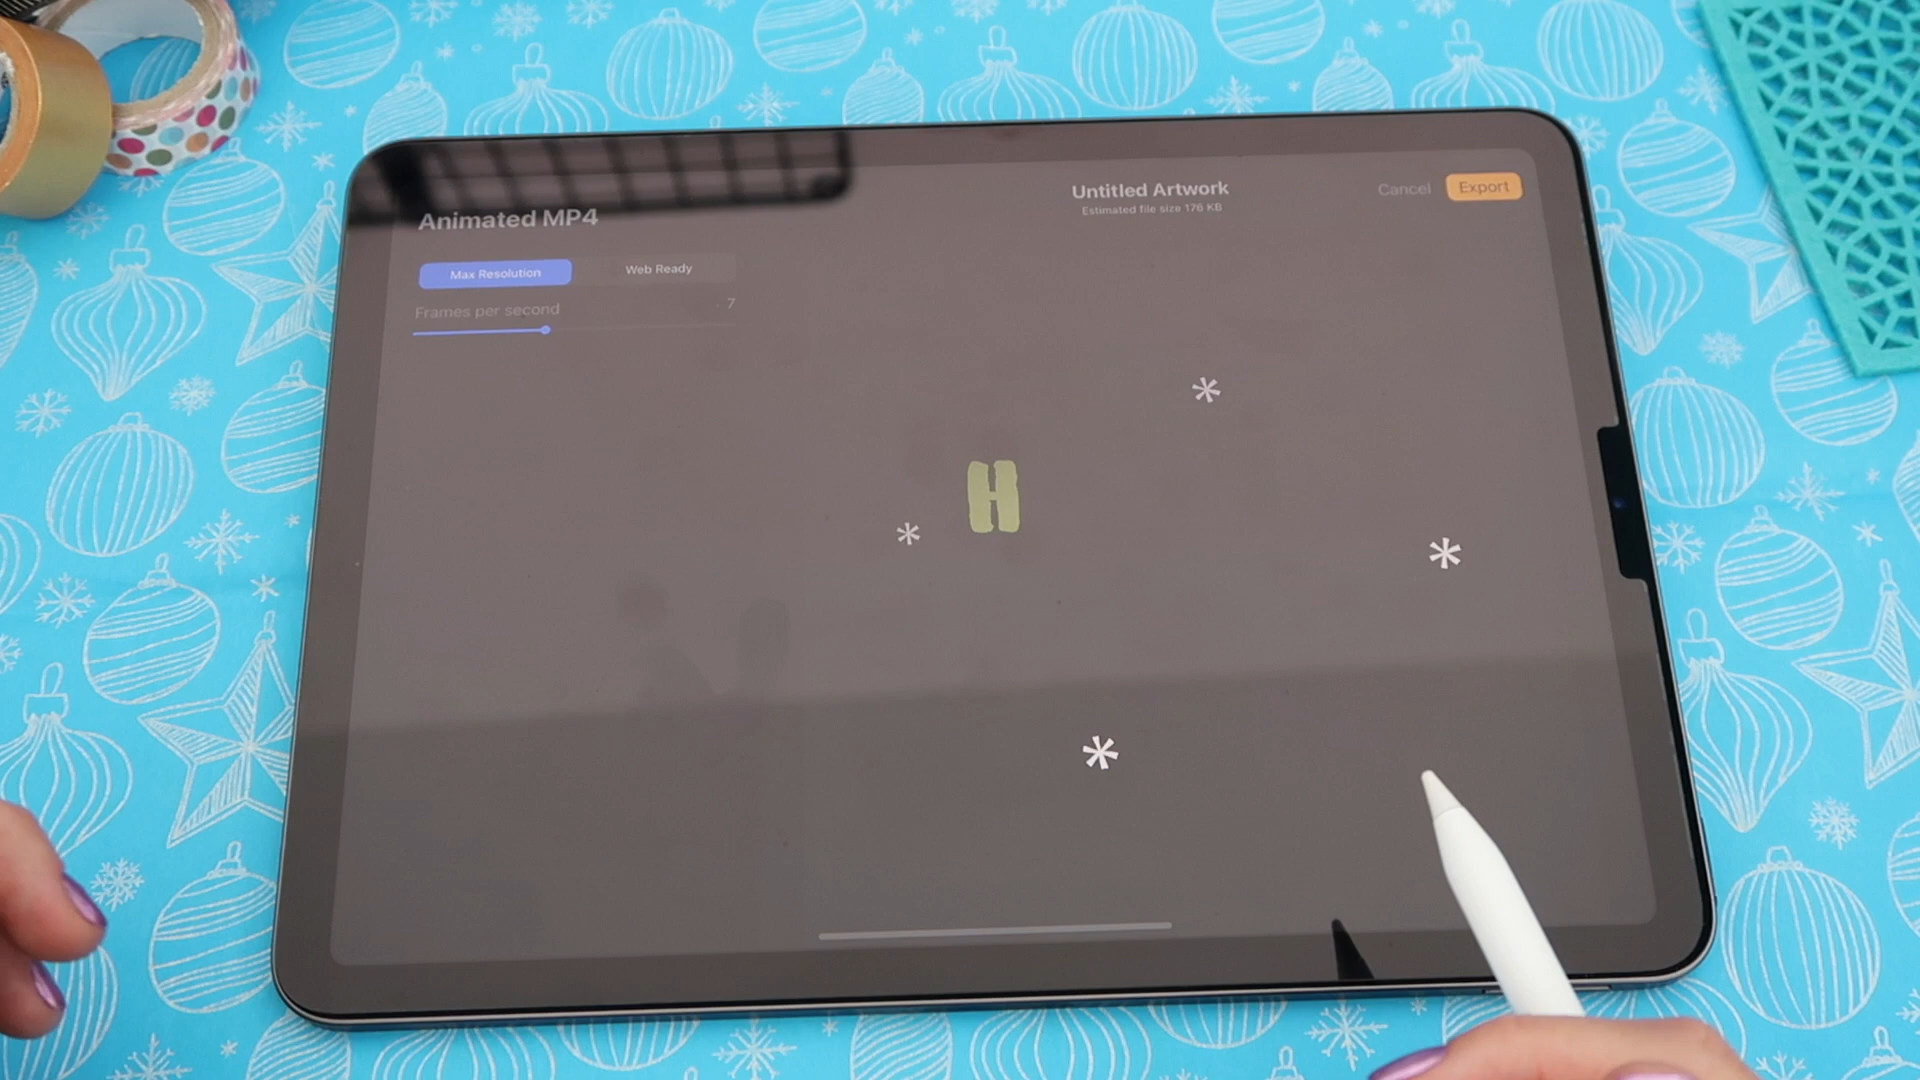 Untitled Artwork
Estimated file size 176 KB
Cancel
Export
Animated MP4
Max Resolution
Web Ready
Frames per second
7
H